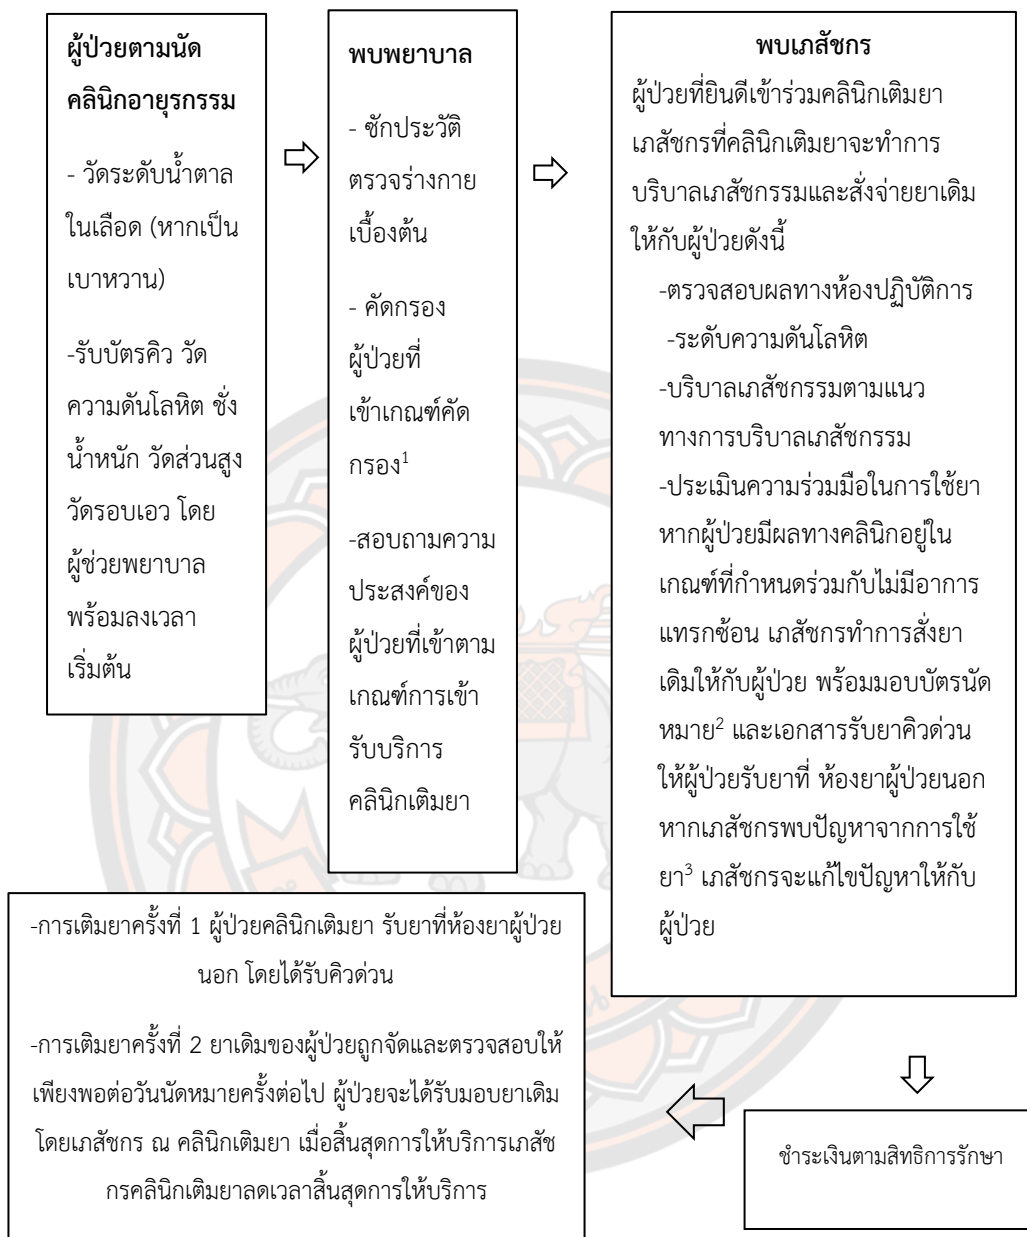 ผู้ป่วยตามนัด
คลินิกอายุรกรรม
- วัดระดับน้ำตาล
ในเลือด (หากเป็น
เบาหวาน)
-รับบัตรคิว วัด
ความดันโลหิต ชั่ง
น้ำหนัก วัดส่วนสูง
วัดรอบเอว โดย
ผู้ช่วยพยาบาล
พร้อมลงเวลา
เริ่มต้น
พบพยาบาล
- ซักประวัติ
ตรวจร่างกาย
เบื้องต้น
- คัดกรอง
ผู้ป่วยที่
เข้าเกณฑ์คัด
กรอง¹
-สอบถามความ
ประสงค์ของ
ผู้ป่วยที่เข้าตาม
เกณฑ์การเข้า
รับบริการ
คลินิกเติมยา
พบเภสัชกร
ผู้ป่วยที่ยินดีเข้าร่วมคลินิกเติมยา
เภสัชกรที่คลินิกเติมยาจะทำการ
บริบาลเภสัชกรรมและสั่งจ่ายยาเดิม
ให้กับผู้ป่วยดังนี้
-ตรวจสอบผลทางห้องปฏิบัติการ
-ระดับความดันโลหิต
-บริบาลเภสัชกรรมตามแนว
ทางการบริบาลเภสัชกรรม
-ประเมินความร่วมมือในการใช้ยา
หากผู้ป่วยมีผลทางคลินิกอยู่ใน
เกณฑ์ที่กำหนดร่วมกับไม่มีอาการ
แทรกซ้อน เภสัชกรทำการสั่งยา
เดิมให้กับผู้ป่วย พร้อมมอบบัตรนัด
หมาย² และเอกสารรับยาคิวด่วน
ให้ผู้ป่วยรับยาที่ ห้องยาผู้ป่วยนอก
หากเภสัชกรพบปัญหาจากการใช้
ยา³ เภสัชกรจะแก้ไขปัญหาให้กับ
ผู้ป่วย
ชำระเงินตามสิทธิการรักษา
-การเติมยาครั้งที่ 1 ผู้ป่วยคลินิกเติมยา รับยาที่ห้องยาผู้ป่วย
นอก โดยได้รับคิวด่วน
-การเติมยาครั้งที่ 2 ยาเดิมของผู้ป่วยถูกจัดและตรวจสอบให้
เพียงพอต่อวันนัดหมายครั้งต่อไป ผู้ป่วยจะได้รับมอบยาเดิม
โดยเภสัชกร ณ คลินิกเติมยา เมื่อสิ้นสุดการให้บริการเภสัช
กรคลินิกเติมยาลดเวลาสิ้นสุดการให้บริการ